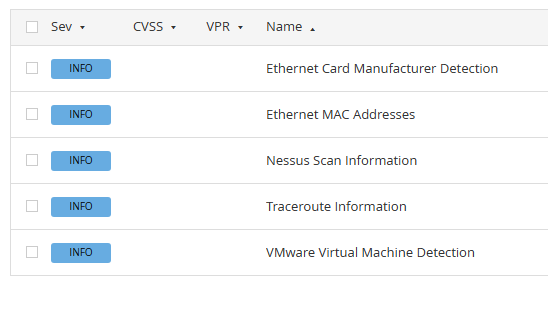 Sev CVSS VPR Name
INFO Ethernet Card Manufacturer Detection
INFO Ethernet MAC Addresses
INFO Nessus Scan Information
INFO Traceroute Information
INFO VMware Virtual Machine Detection